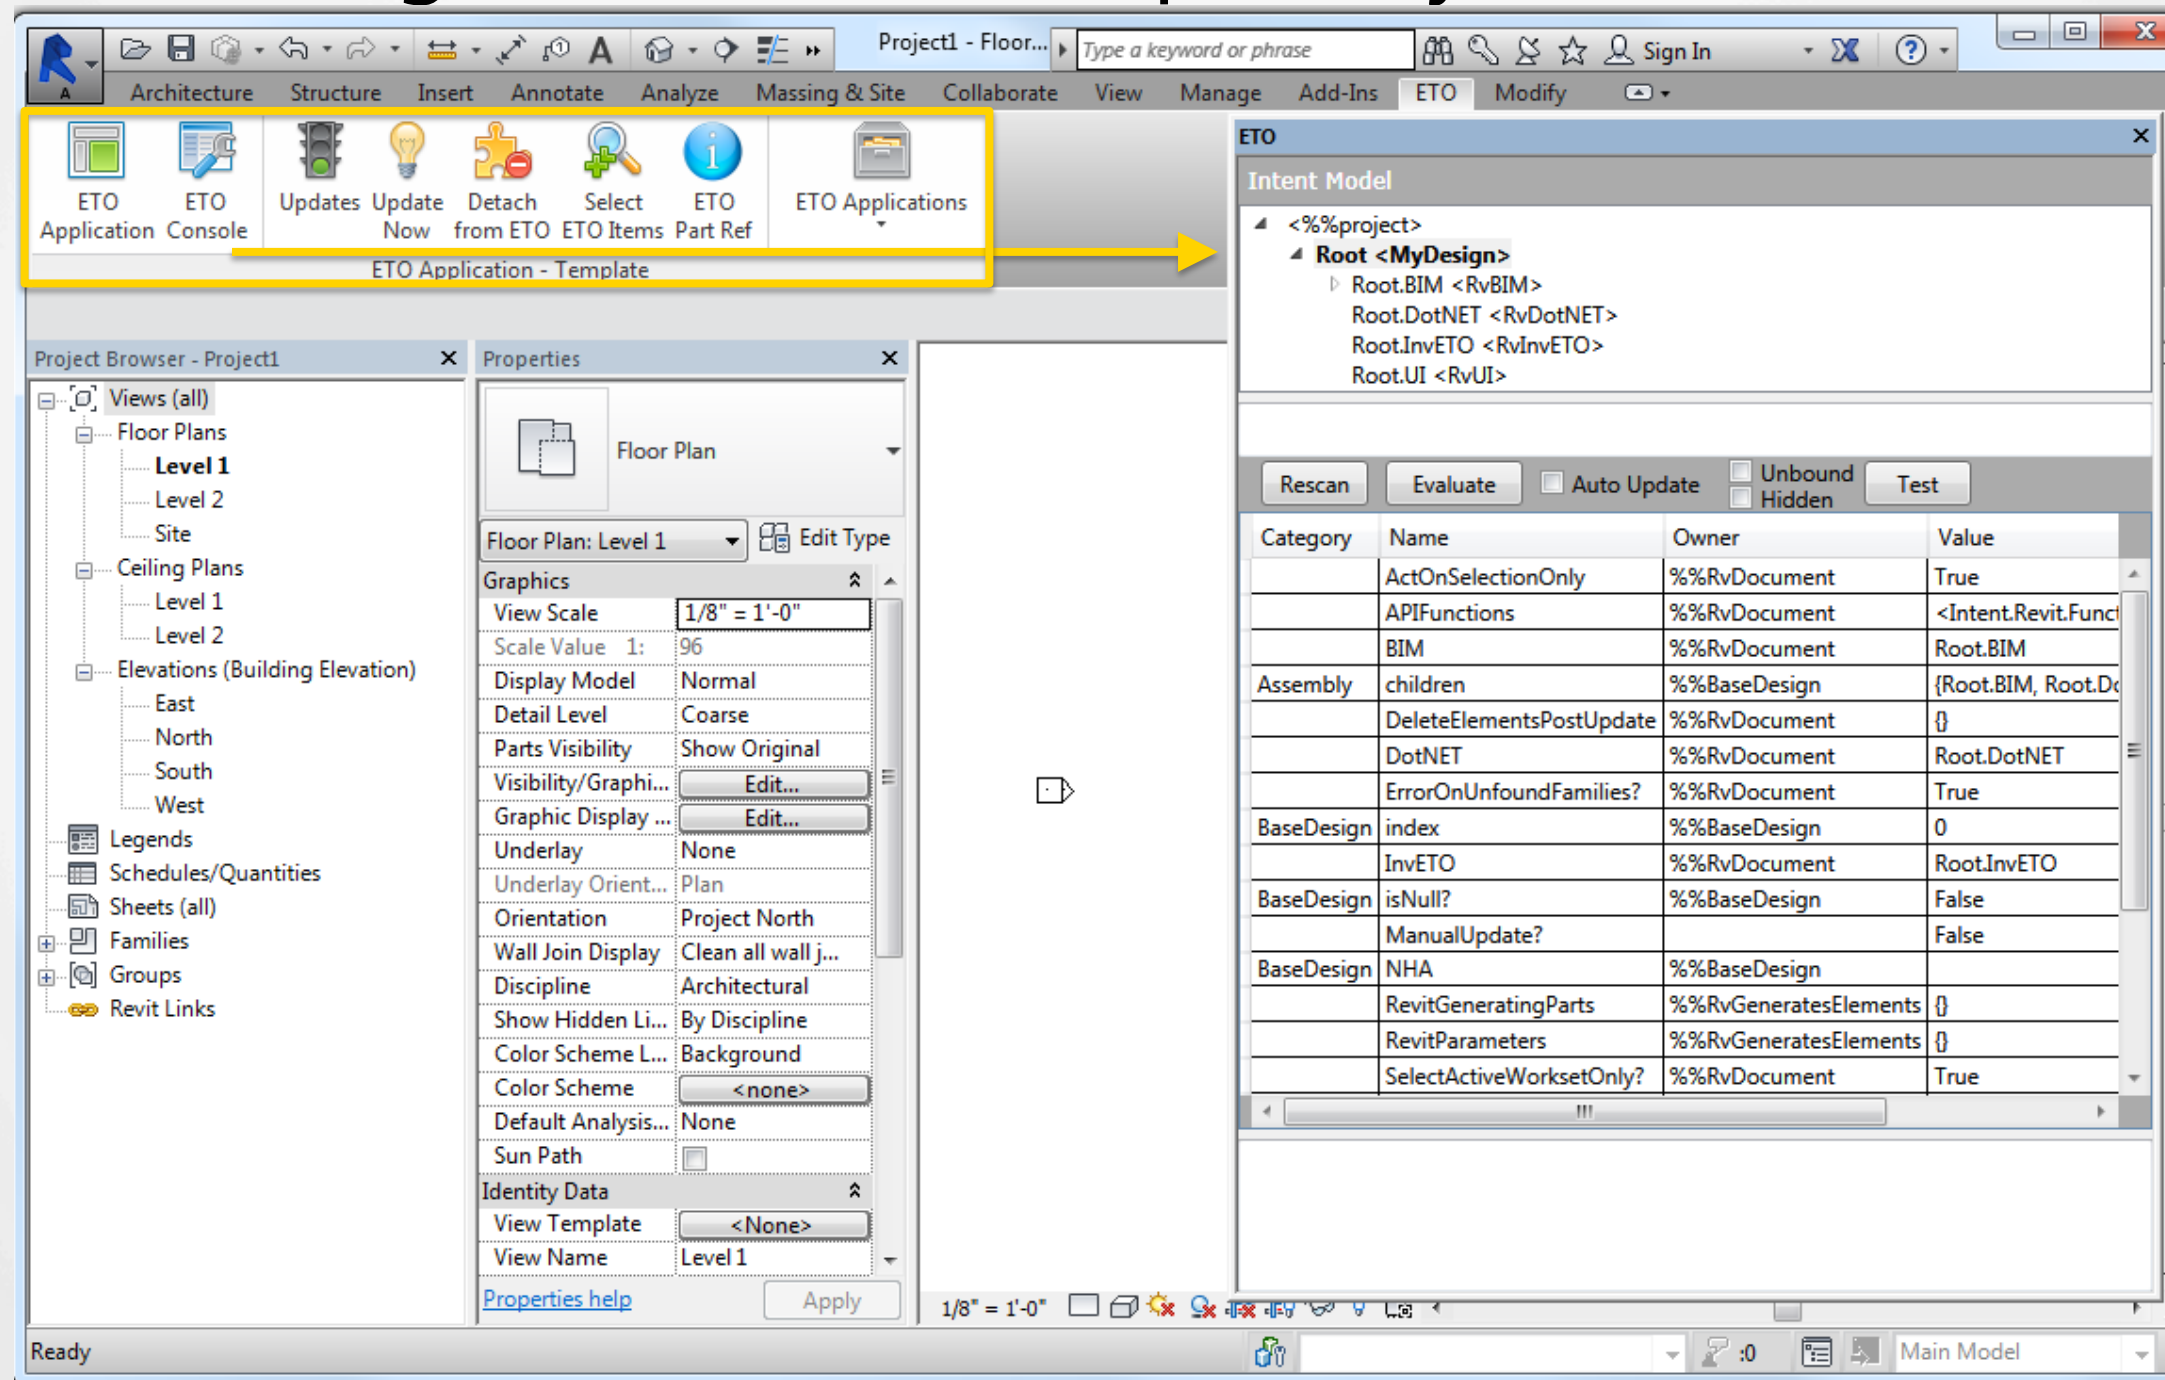 Project1 - Floor... Type a keyword or phrase Sign In
Architecture Structure Insert Annotate Analyze Massing & Site Collaborate View Manage Add-Ins ETO Modify
ETO Application
ETO Console
Updates
Update Now
Detach from ETO
Select ETO Items
ETO Part Ref
ETO Applications
ETO Application - Template
Project Browser - Project1
Views (all)
Floor Plans
Level 1
Level 2
Site
Ceiling Plans
Level 1
Level 2
Elevations (Building Elevation)
East
North
South
West
Legends
Schedules/Quantities
Sheets (all)
Families
Groups
Revit Links
Properties
Floor Plan
Floor Plan: Level 1 Edit Type
Graphics
View Scale 1/8" = 1'-0"
Scale Value 1: 96
Display Model Normal
Detail Level Coarse
Parts Visibility Show Original
Visibility/Graphi... Edit...
Graphic Display ... Edit...
Underlay None
Underlay Orient... Plan
Orientation Project North
Wall Join Display Clean all wall j...
Discipline Architectural
Show Hidden Li... By Discipline
Color Scheme L... Background
Color Scheme <none>
Default Analysis... None
Sun Path
Identity Data
View Template <None>
View Name Level 1
Properties help Apply
1/8" = 1'-0"
ETO
Intent Model
<%%project>
Root <MyDesign>
Root.BIM <RvBIM>
Root.DotNET <RvDotNET>
Root.InvETO <RvInvETO>
Root.UI <RvUI>
Rescan Evaluate Auto Update Unbound Hidden Test
Category Name Owner Value
ActOnSelectionOnly %%RvDocument True
APIFunctions %%RvDocument <Intent.Revit.Funct
BIM %%RvDocument Root.BIM
Assembly children %%BaseDesign {Root.BIM, Root.Do
DeleteElementsPostUpdate %%RvDocument {}
DotNET %%RvDocument Root.DotNET
ErrorOnUnfoundFamilies? %%RvDocument True
BaseDesign index %%BaseDesign 0
InvETO %%RvDocument Root.InvETO
BaseDesign isNull? %%BaseDesign False
ManualUpdate? False
BaseDesign NHA %%BaseDesign
RevitGeneratingParts %%RvGeneratesElements {}
RevitParameters %%RvGeneratesElements {}
SelectActiveWorksetOnly? %%RvDocument True
Ready :0 Main Model